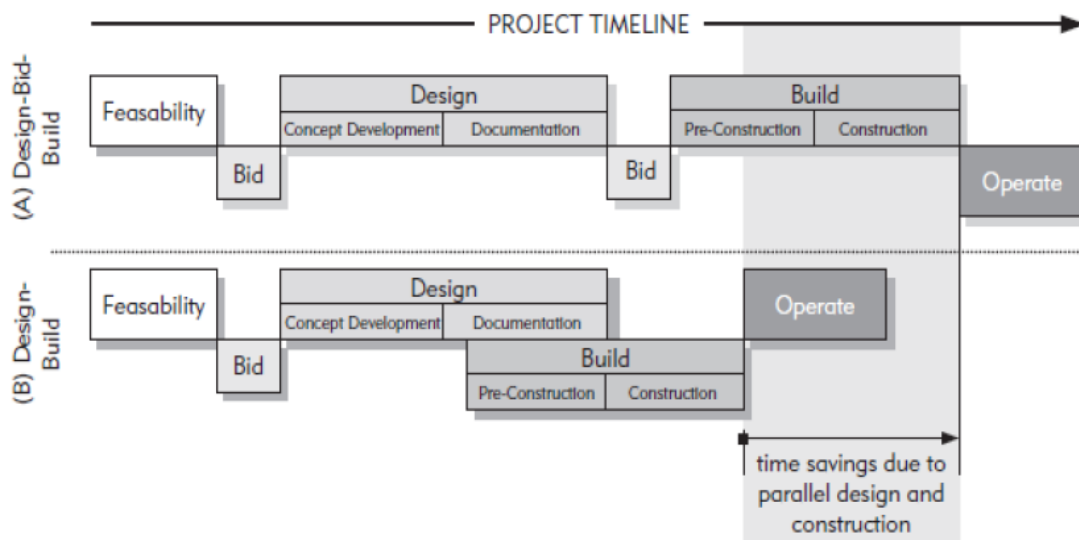 PROJECT TIMELINE
(A) Design-Bid-
Build
Feasability
Bid
Design
Concept Development
Documentation
Bid
Build
Pre-Construction
Construction
Operate
(B) Design-
Build
Feasability
Bid
Design
Concept Development
Documentation
Build
Pre-Construction
Construction
Operate
time savings due to
parallel design and
construction